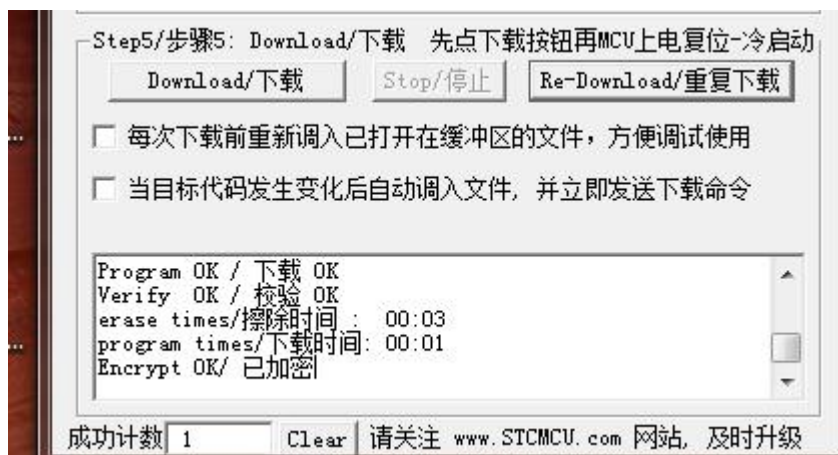 Step5/步骤5: Download/下载 先点下载按钮再MCU上电复位-冷启动
Download/下载 Stop/停止 Re-Download/重复下载
每次下载前重新调入已打开在缓冲区的文件，方便调试使用
当目标代码发生变化后自动调入文件, 并立即发送下载命令
Program OK / 下载 OK
Verify OK / 校验 OK
erase times/擦除时间 : 00:03
program times/下载时间: 00:01
Encrypt OK/ 已加密
成功计数 1 Clear 请关注 www.STCMCU.com 网站, 及时升级